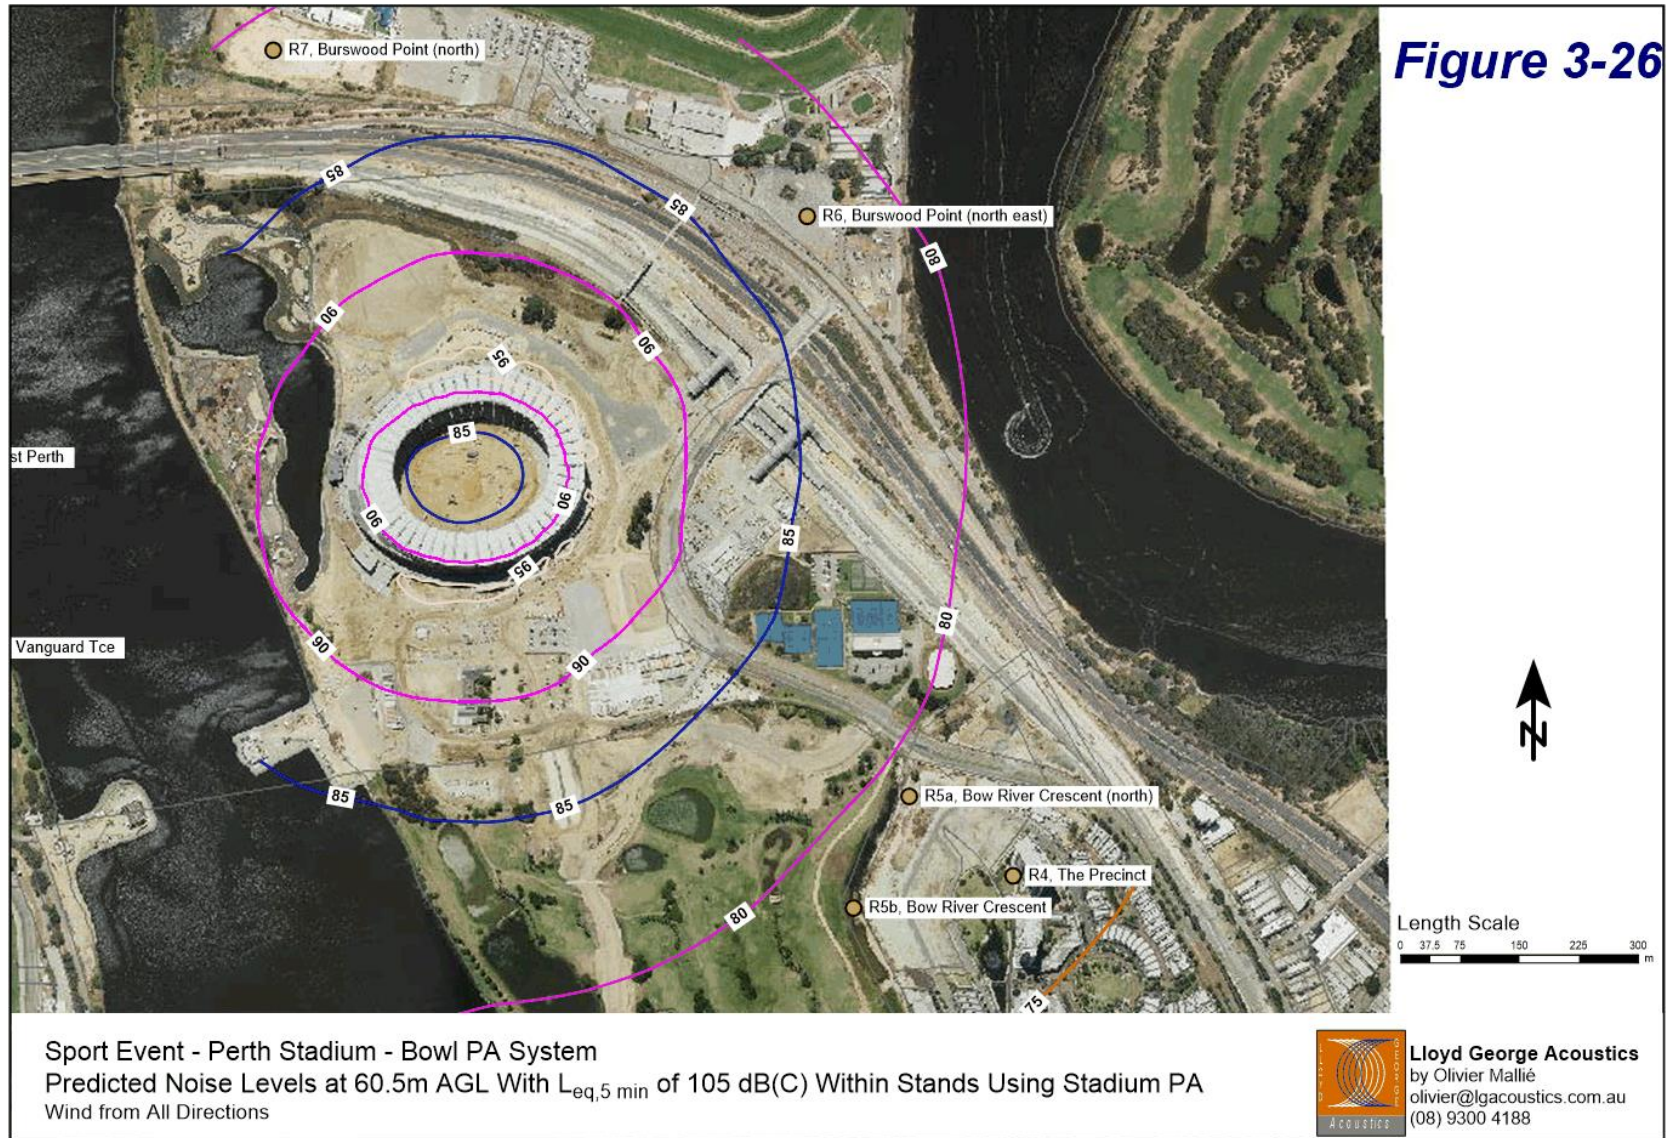 Figure 3-26
R7, Burswood Point (north)
R6, Burswood Point (north east)
85
85
80
90
90
95
85
st Perth
90
90
85
95
80
Vanguard Tce
90
90
85
85
R5a, Bow River Crescent (north)
R4, The Precinct
R5b, Bow River Crescent
80
75
N
Length Scale
0 37.5 75 150 225 300
m
Sport Event - Perth Stadium - Bowl PA System
Predicted Noise Levels at 60.5m AGL With Leq,5 min of 105 dB(C) Within Stands Using Stadium PA
Wind from All Directions
LLOYD
GEORGE
Acoustics
Lloyd George Acoustics
by Olivier Mallié
olivier@lgacoustics.com.au
(08) 9300 4188